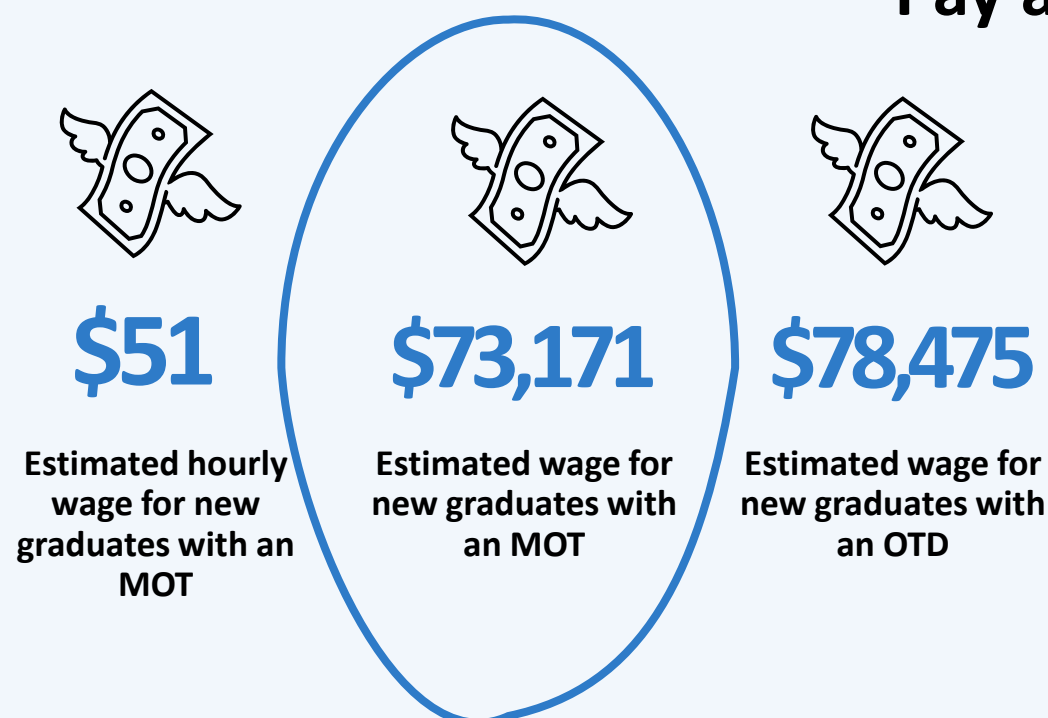 Pay a
$51
Estimated hourly
wage for new
graduates with an
MOT
$73,171
Estimated wage for
new graduates with
an MOT
$78,475
Estimated wage for
new graduates with
an OTD